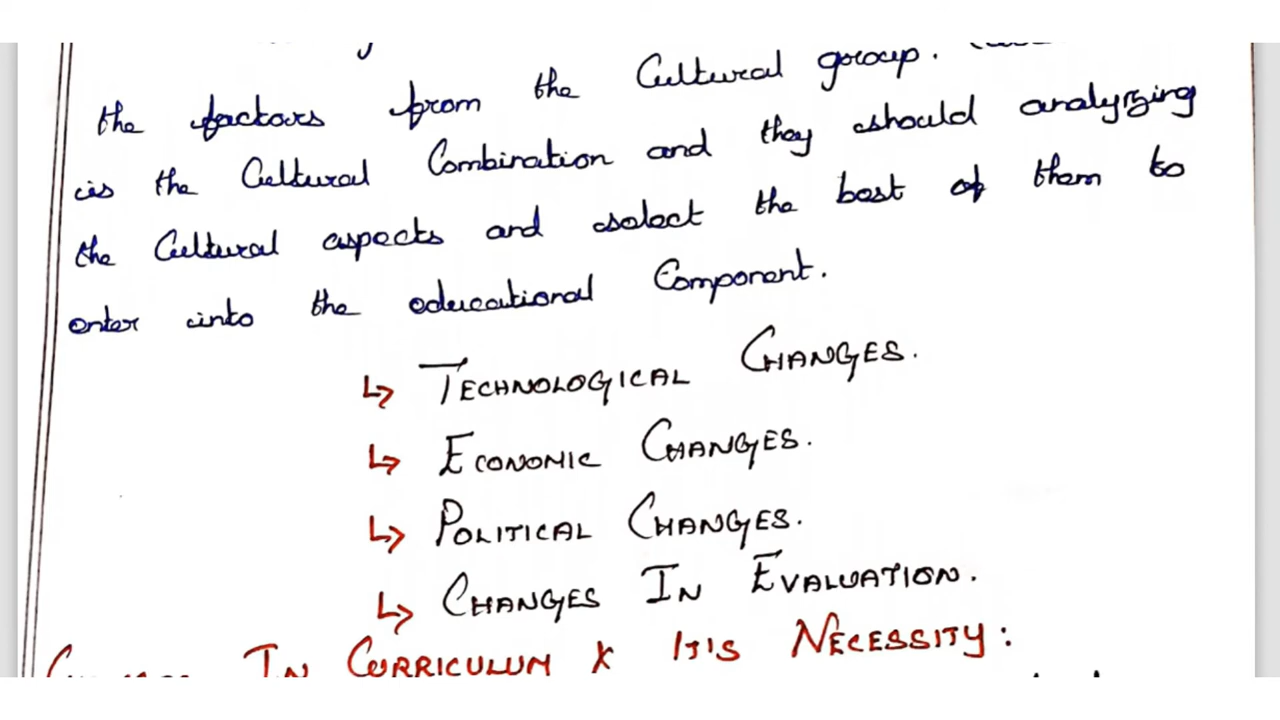 the factors from the Cultural group.
is the Cultural Combination and they should analyzing
the Cultural aspects and select the best of them to
enter into the educational Component.
↳ TECHNOLOGICAL CHANGES.
↳ ECONOMIC CHANGES.
↳ POLITICAL CHANGES.
↳ CHANGES IN EVALUATION.
IN CURRICULUM & IT'S NECESSITY: